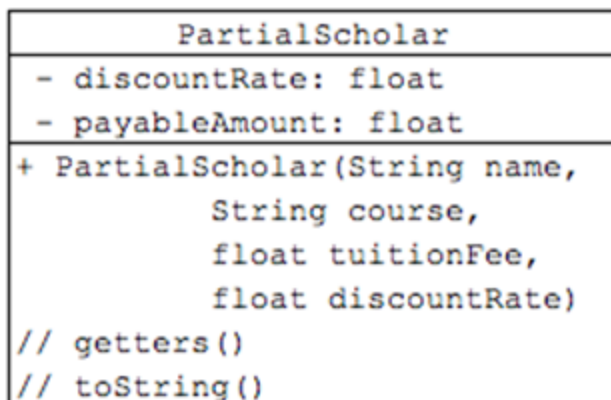 PartialScholar
- discountRate: float
- payableAmount: float
+ PartialScholar(String name,
String course,
float tuitionFee,
float discountRate)
// getters()
// toString()